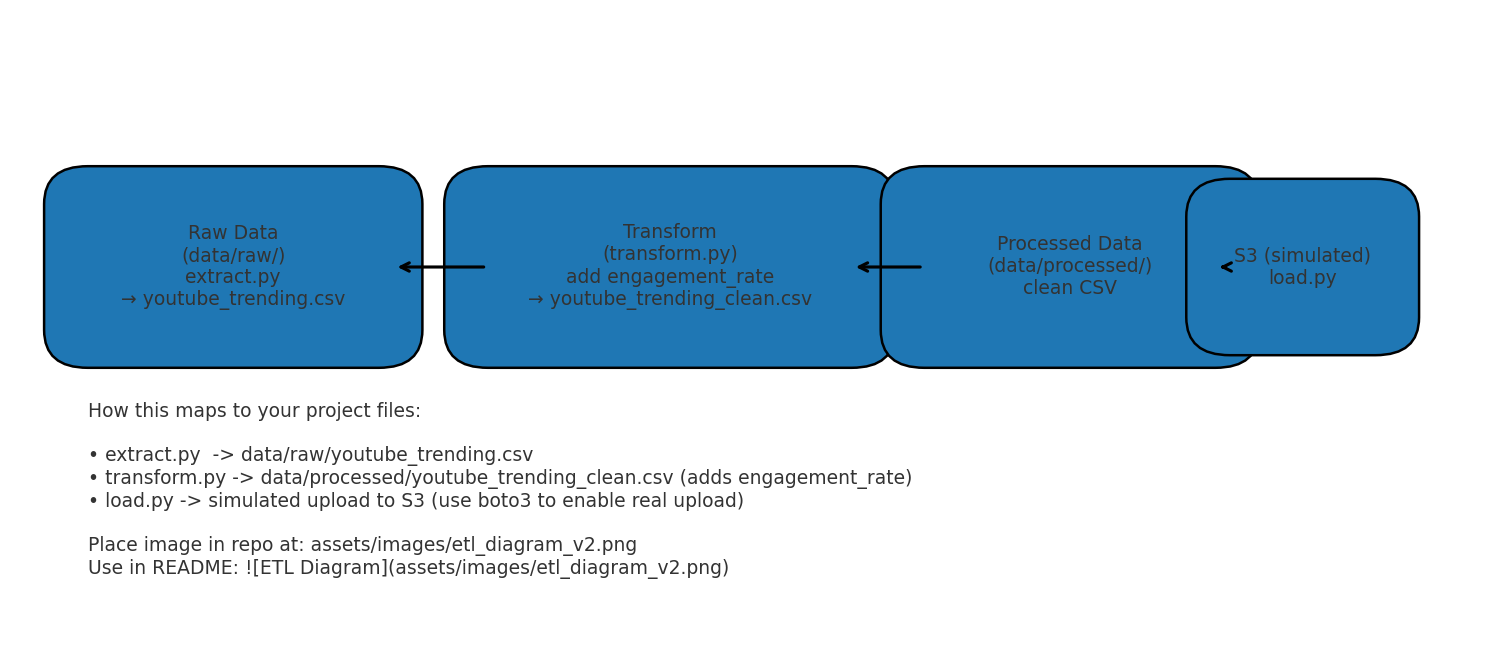 Raw Data
(data/raw/)
extract.py
→ youtube_trending.csv
Transform
(transform.py)
add engagement_rate
→ youtube_trending_clean.csv
Processed Data
(data/processed/)
clean CSV
S3 (simulated)
load.py
How this maps to your project files:
• extract.py  -> data/raw/youtube_trending.csv
• transform.py -> data/processed/youtube_trending_clean.csv (adds engagement_rate)
• load.py -> simulated upload to S3 (use boto3 to enable real upload)
Place image in repo at: assets/images/etl_diagram_v2.png
Use in README: ![ETL Diagram](assets/images/etl_diagram_v2.png)